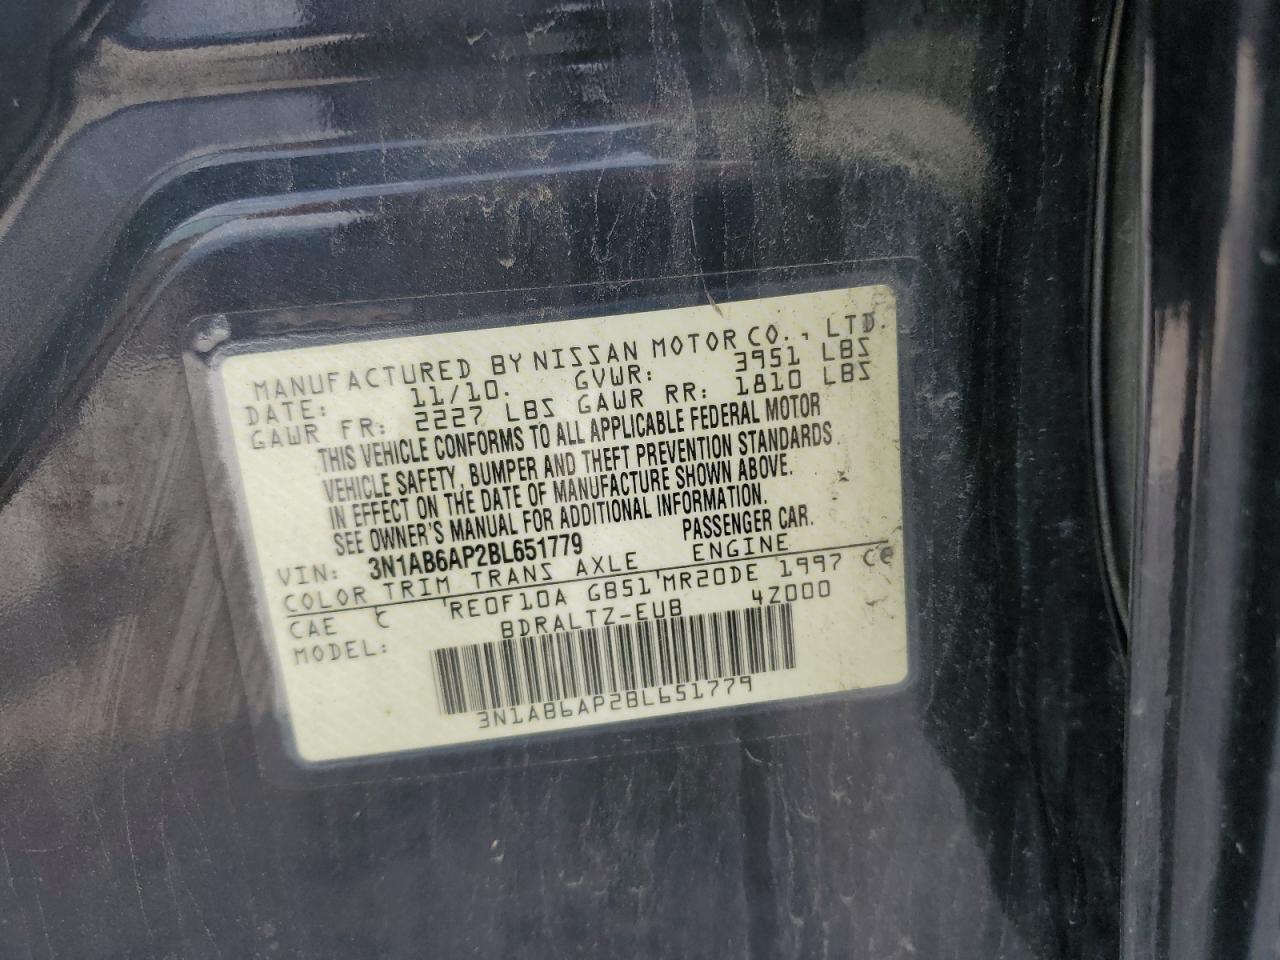 MANUFACTURED BY NISSAN MOTOR CO., LTD.
DATE: 11/10. GVWR: 3951 LBS
GAWR FR: 2227 LBS GAWR RR: 1810 LBS
THIS VEHICLE CONFORMS TO ALL APPLICABLE FEDERAL MOTOR
VEHICLE SAFETY, BUMPER AND THEFT PREVENTION STANDARDS
IN EFFECT ON THE DATE OF MANUFACTURE SHOWN ABOVE.
SEE OWNER'S MANUAL FOR ADDITIONAL INFORMATION.
VIN: 3N1AB6AP2BL651779 PASSENGER CAR.
COLOR TRIM TRANS AXLE ENGINE
CAE C RE0F10A GB51 MR20DE 1997 CC
MODEL: BDRALTZ-EUB 4Z000
3N1AB6AP2BL651779